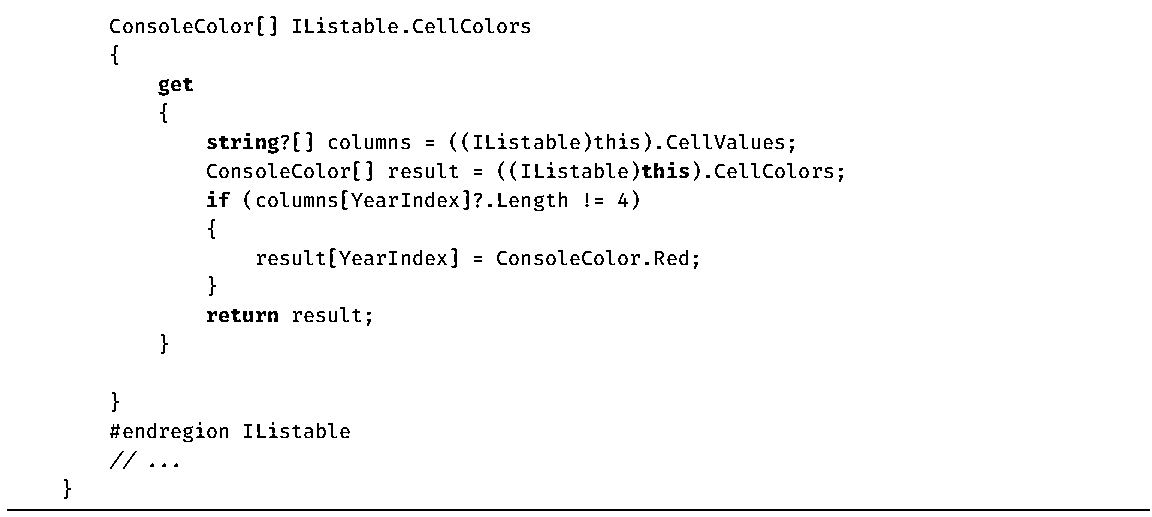 ConsoleColor[] IListable.CellColors
{
get
{
string?[] columns = ((IListable)this).CellValues;
ConsoleColor[] result = ((IListable)this).CellColors;
if (columns[YearIndex]?.Length != 4)
{
result[YearIndex] = ConsoleColor.Red;
}
return result;
}
}
#endregion IListable
// ...
}